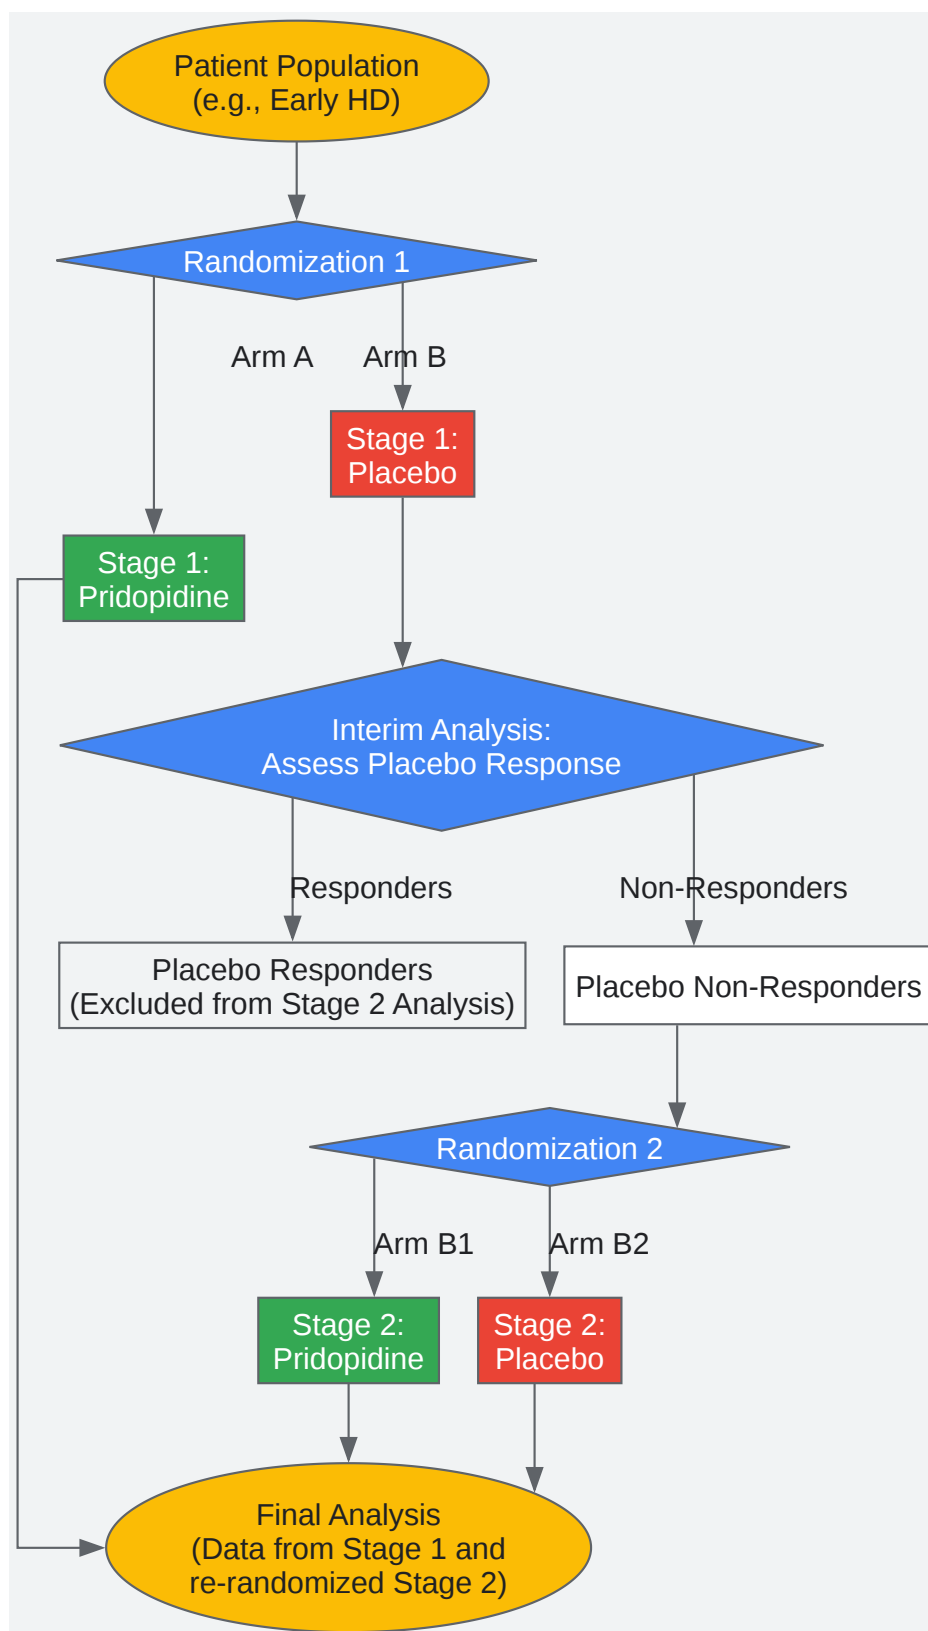 Patient Population
(e.g., Early HD)
Randomization 1
Arm A
Arm B
Stage 1:
Placebo
Stage 1:
Pridopidine
Interim Analysis:
Assess Placebo Response
Responders
Non-Responders
Placebo Responders
(Excluded from Stage 2 Analysis)
Placebo Non-Responders
Randomization 2
Arm B1
Arm B2
Stage 2:
Pridopidine
Stage 2:
Placebo
Final Analysis
(Data from Stage 1 and
re-randomized Stage 2)